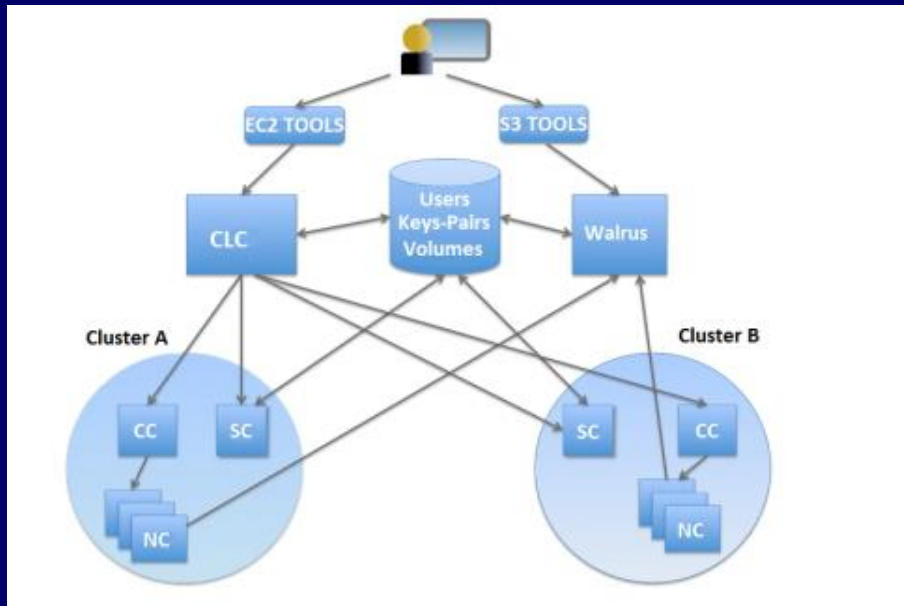 EC2 TOOLS
S3 TOOLS
CLC
Users
Keys-Pairs
Volumes
Walrus
Cluster A
Cluster B
CC
SC
SC
CC
NC
NC